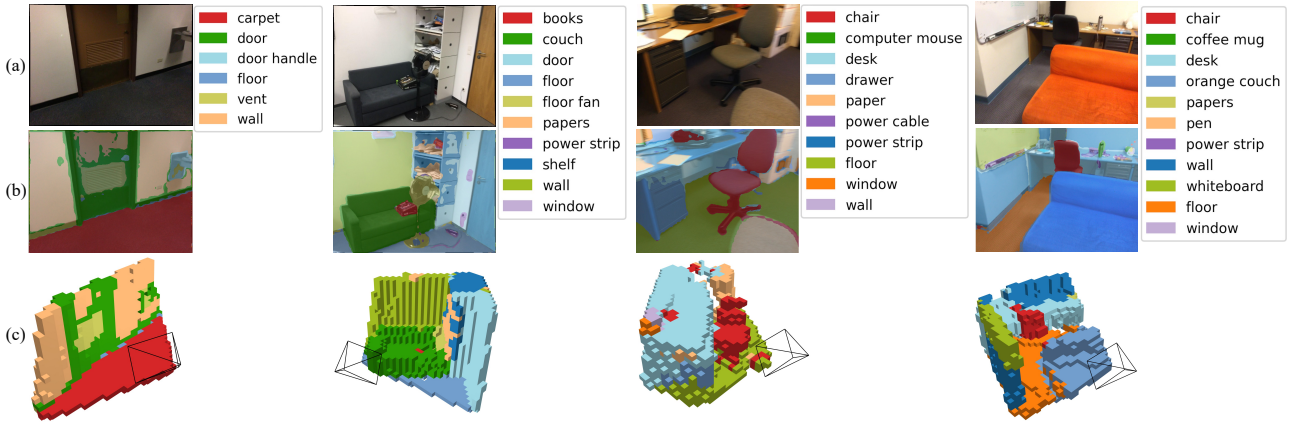 (a)
(b)
(c)
carpet
door
door handle
floor
vent
wall
books
couch
door
floor
floor fan
papers
power strip
shelf
wall
window
chair
computer mouse
desk
drawer
paper
power cable
power strip
floor
window
wall
chair
coffee mug
desk
orange couch
papers
pen
power strip
wall
whiteboard
floor
window